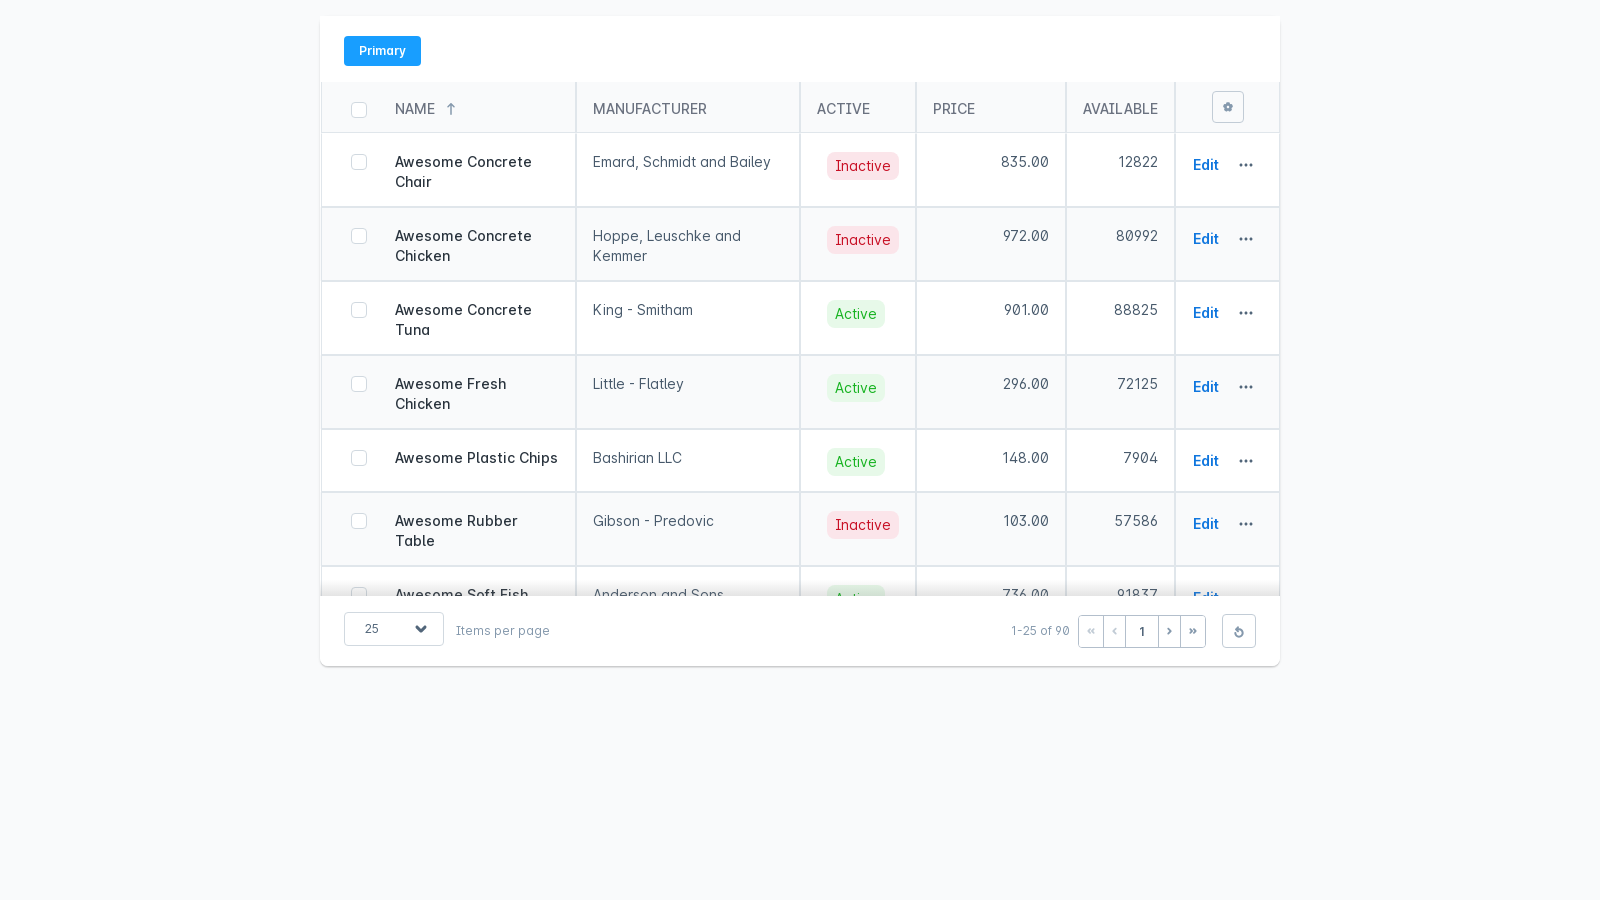 Primary
NAME MANUFACTURER ACTIVE PRICE AVAILABLE
Awesome Concrete Chair Emard, Schmidt and Bailey Inactive 835.00 12822 Edit
Awesome Concrete Chicken Hoppe, Leuschke and Kemmer Inactive 972.00 80992 Edit
Awesome Concrete Tuna King - Smitham Active 901.00 88825 Edit
Awesome Fresh Chicken Little - Flatley Active 296.00 72125 Edit
Awesome Plastic Chips Bashirian LLC Active 148.00 7904 Edit
Awesome Rubber Table Gibson - Predovic Inactive 103.00 57586 Edit
Awesome Soft Fish Anderson and Sons Active 736.00 91837 Edit
25 Items per page 1-25 of 90 « ‹ 1 › »